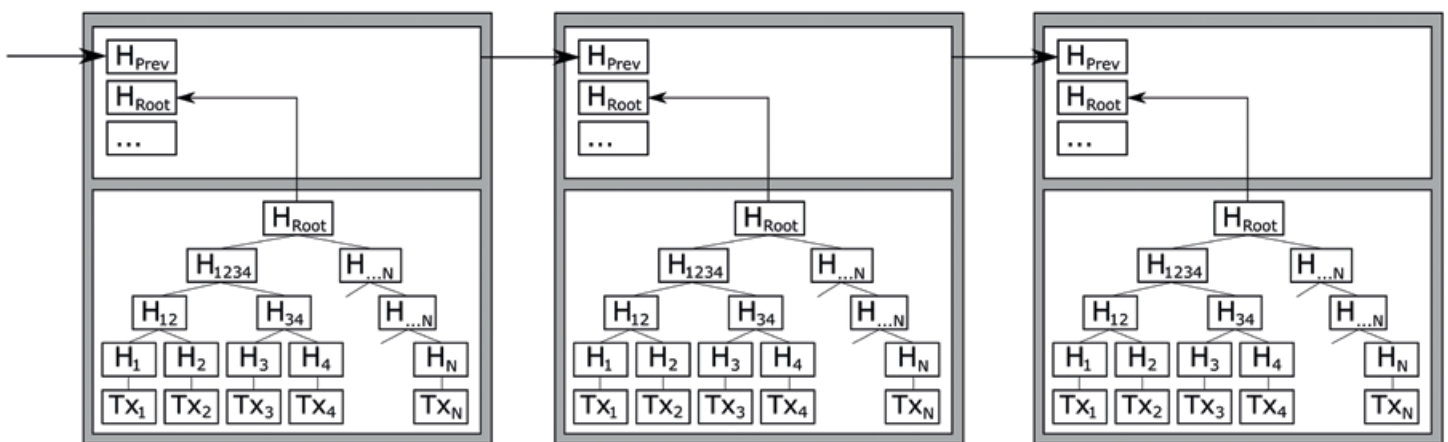 H_Prev H_Prev H_Prev
H_Root H_Root H_Root
... ... ...
H_Root H_Root H_Root
H_1234 H_...N H_1234 H_...N H_1234 H_...N
H_12 H_34 H_...N H_12 H_34 H_...N H_12 H_34 H_...N
H_1 H_2 H_3 H_4 H_N H_1 H_2 H_3 H_4 H_N H_1 H_2 H_3 H_4 H_N
Tx_1 Tx_2 Tx_3 Tx_4 Tx_N Tx_1 Tx_2 Tx_3 Tx_4 Tx_N Tx_1 Tx_2 Tx_3 Tx_4 Tx_N